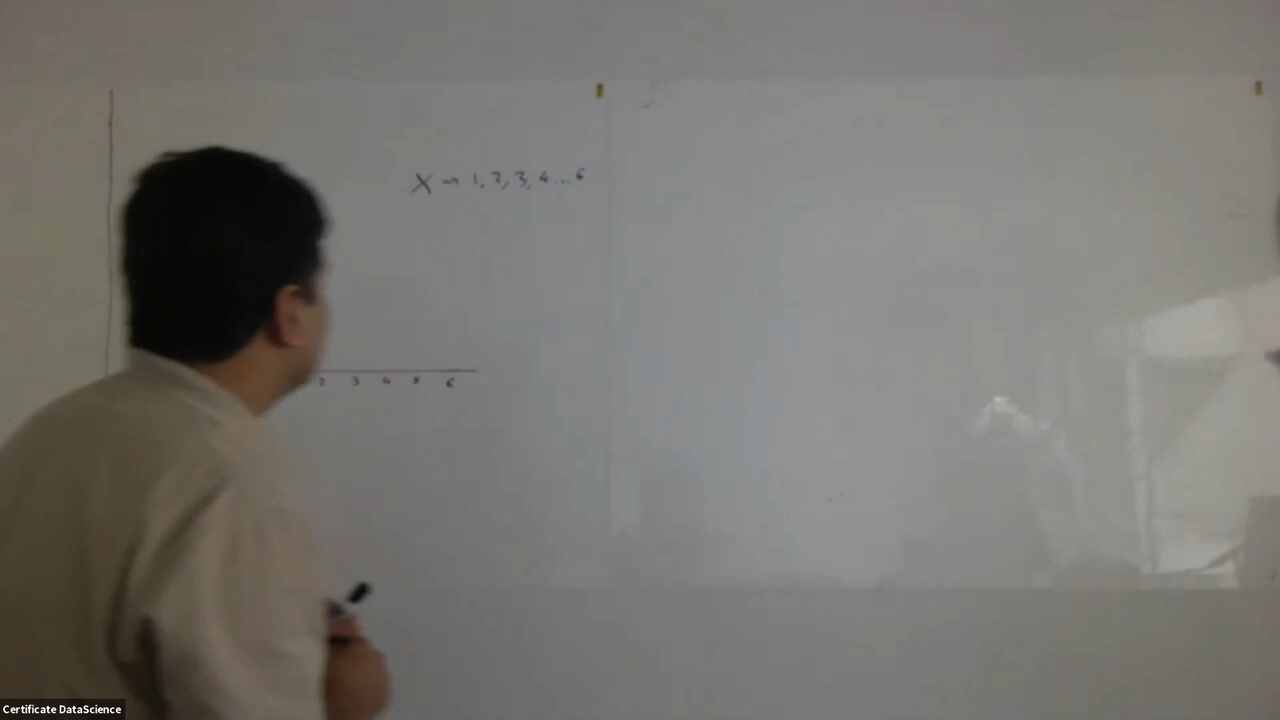 X ~ 1, 2, 3, 4 ... 6
2 3 4 5 6
Certificate DataScience